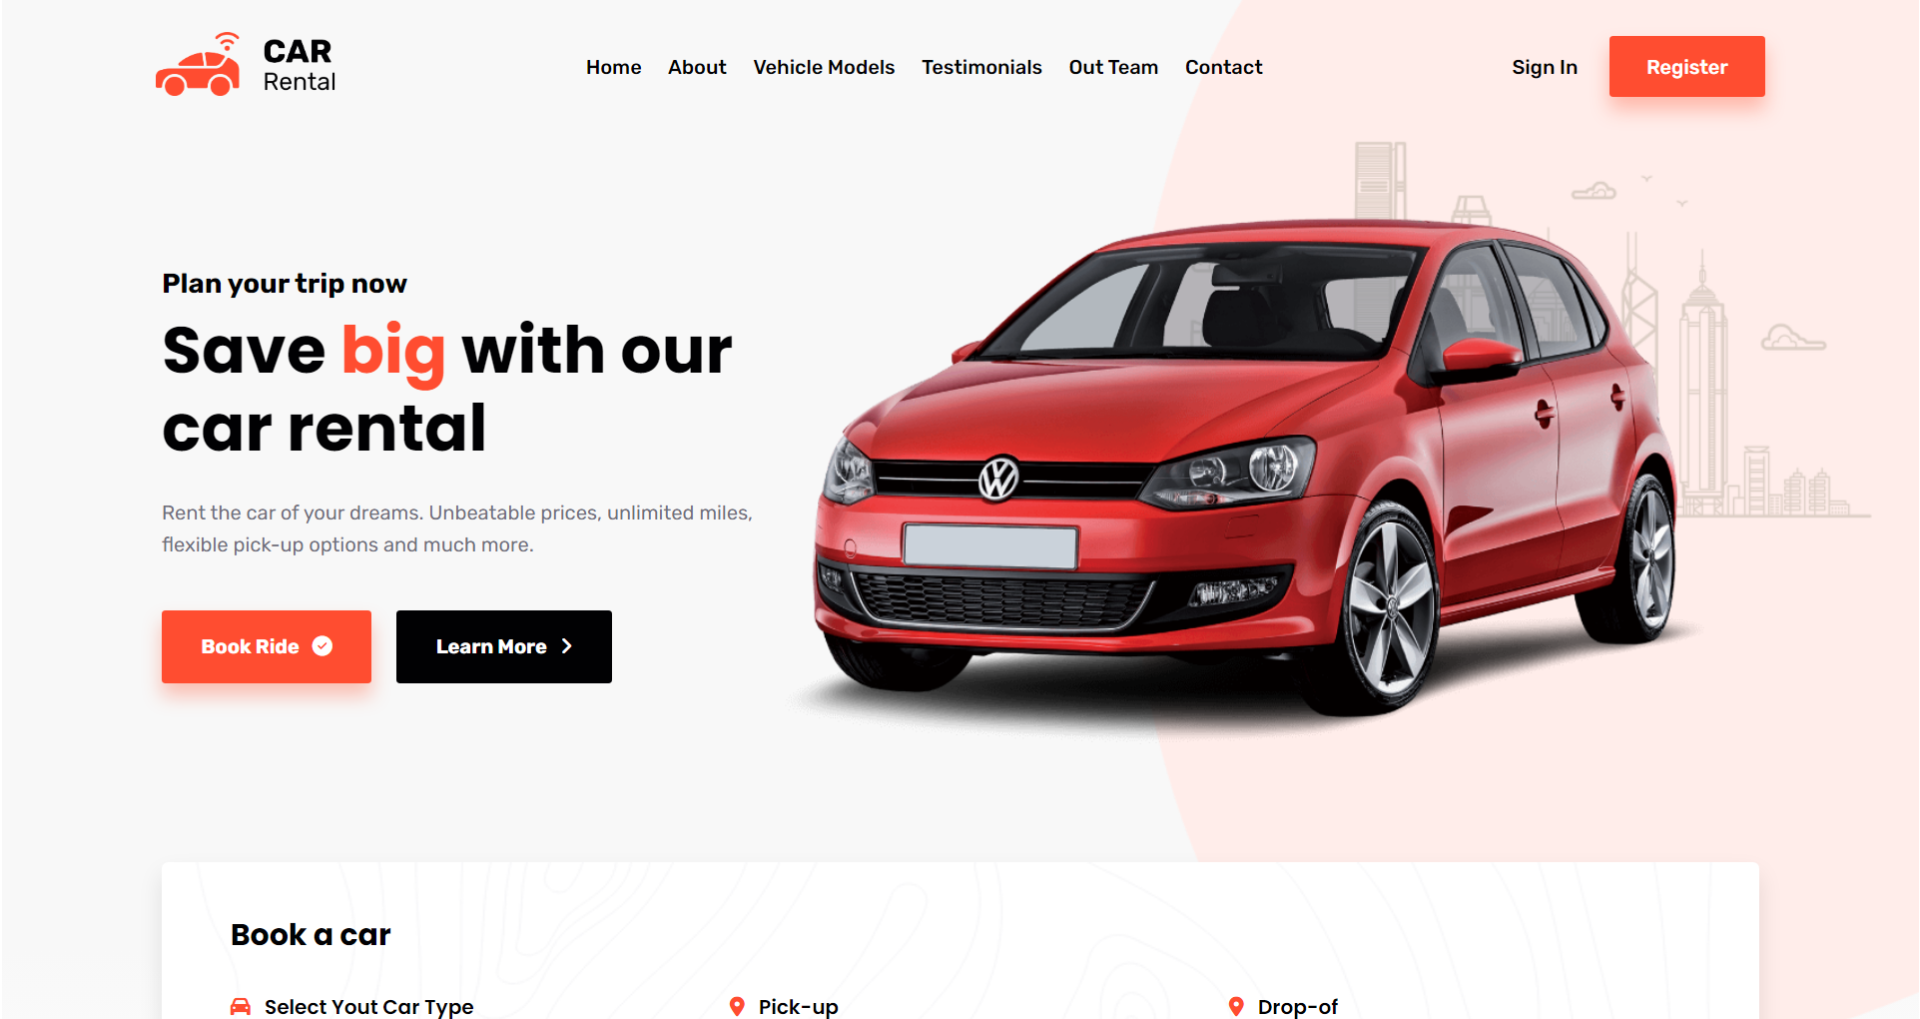 CAR
Rental
Home About Vehicle Models Testimonials Out Team Contact
Sign In Register
Plan your trip now
Save big with our
car rental
Rent the car of your dreams. Unbeatable prices, unlimited miles,
flexible pick-up options and much more.
Book Ride Learn More
Book a car
Select Yout Car Type Pick-up Drop-of